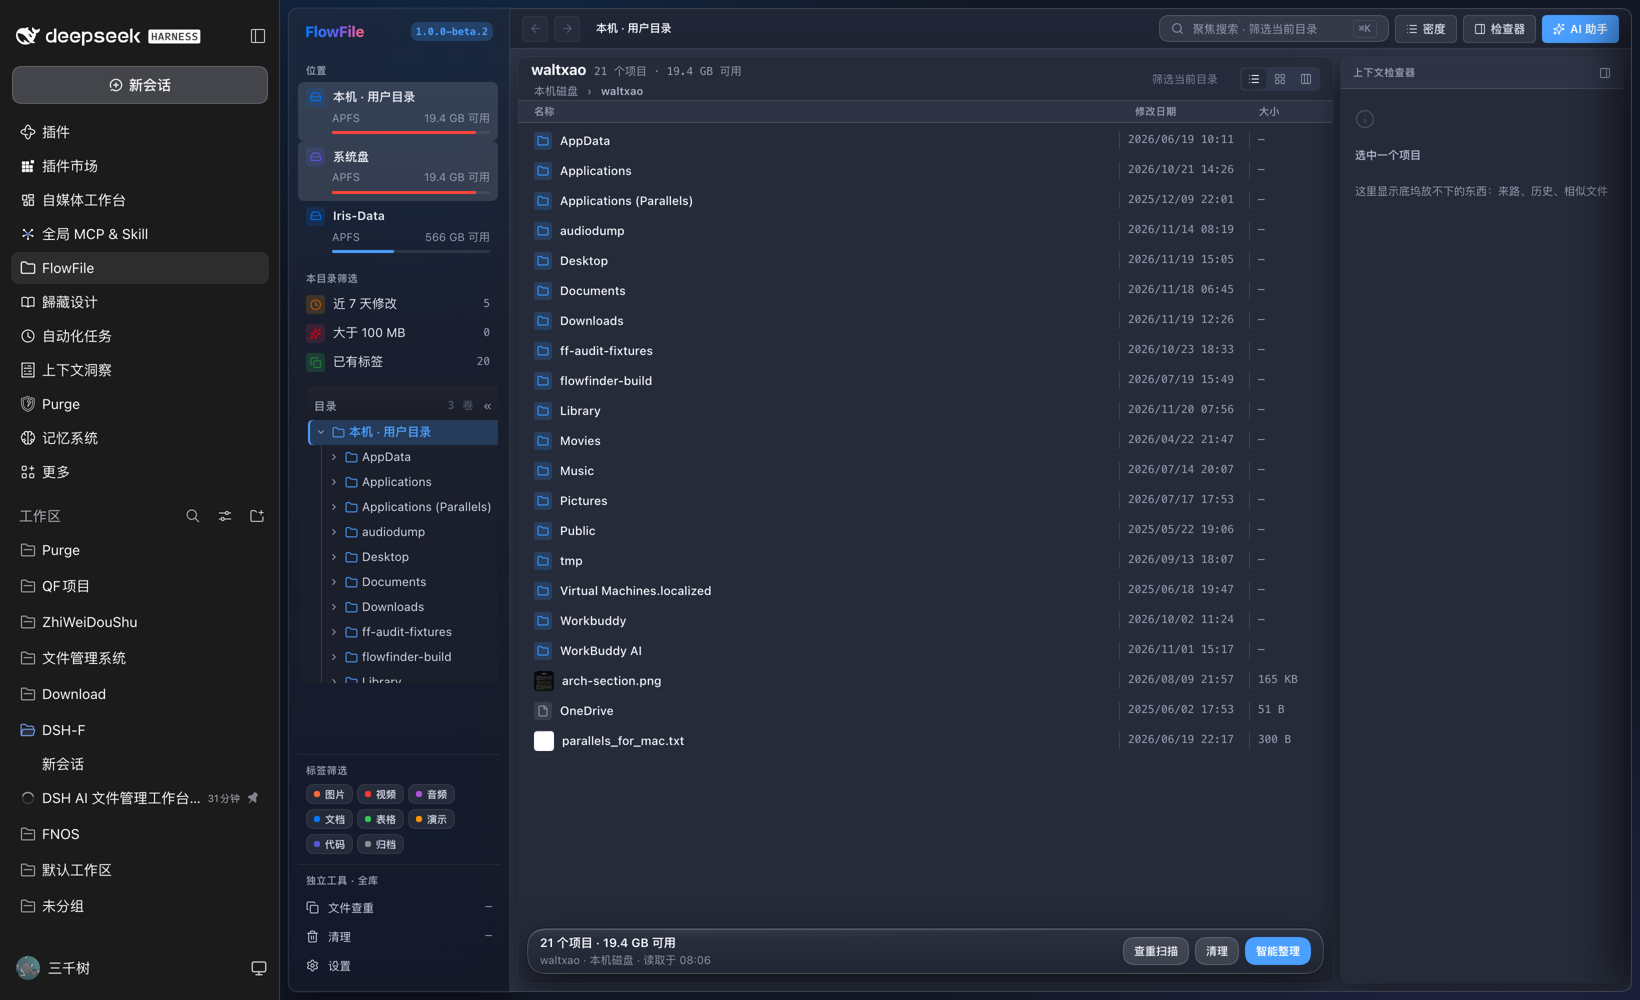 deepseek HARNESS
新会话
插件
插件市场
自媒体工作台
全局 MCP & Skill
FlowFile
歸藏设计
自动化任务
上下文洞察
Purge
记忆系统
更多
工作区
Purge
QF项目
ZhiWeiDouShu
文件管理系统
Download
DSH-F
新会话
DSH AI 文件管理工作台... 31分钟
FNOS
默认工作区
未分组
三千树
FlowFile 1.0.0-beta.2
位置
本机 · 用户目录
APFS 19.4 GB 可用
系统盘
APFS 19.4 GB 可用
Iris-Data
APFS 566 GB 可用
本目录筛选
近 7 天修改 5
大于 100 MB 0
已有标签 20
目录 3 卷 «
本机 · 用户目录
AppData
Applications
Applications (Parallels)
audiodump
Desktop
Documents
Downloads
ff-audit-fixtures
flowfinder-build
Library
标签筛选
图片 视频 音频
文档 表格 演示
代码 归档
独立工具 · 全库
文件查重 —
清理 —
设置
本机 · 用户目录
聚焦搜索 · 筛选当前目录 ⌘K
密度
检查器
AI 助手
waltxao 21 个项目 · 19.4 GB 可用
本机磁盘 › waltxao
筛选当前目录
名称 修改日期 大小
AppData 2026/06/19 10:11 —
Applications 2026/10/21 14:26 —
Applications (Parallels) 2025/12/09 22:01 —
audiodump 2026/11/14 08:19 —
Desktop 2026/11/19 15:05 —
Documents 2026/11/18 06:45 —
Downloads 2026/11/19 12:26 —
ff-audit-fixtures 2026/10/23 18:33 —
flowfinder-build 2026/07/19 15:49 —
Library 2026/11/20 07:56 —
Movies 2026/04/22 21:47 —
Music 2026/07/14 20:07 —
Pictures 2026/07/17 17:53 —
Public 2025/05/22 19:06 —
tmp 2026/09/13 18:07 —
Virtual Machines.localized 2025/06/18 19:47 —
Workbuddy 2026/10/02 11:24 —
WorkBuddy AI 2026/11/01 15:17 —
arch-section.png 2026/08/09 21:57 165 KB
OneDrive 2025/06/02 17:53 51 B
parallels_for_mac.txt 2026/06/19 22:17 300 B
21 个项目 · 19.4 GB 可用
waltxao · 本机磁盘 · 读取于 08:06
查重扫描 清理 智能整理
上下文检查器
选中一个项目
这里显示底坞放不下的东西：来路、历史、相似文件